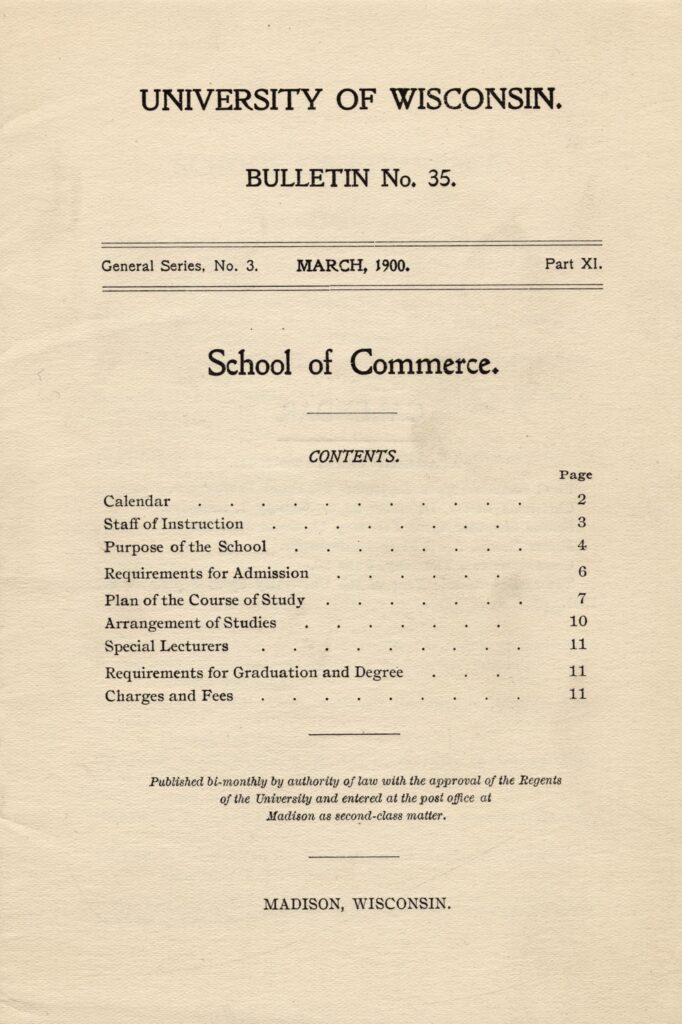 UNIVERSITY OF WISCONSIN.
BULLETIN No. 35.
General Series, No. 3. MARCH, 1900. Part XI.
School of Commerce.
CONTENTS.
Page
Calendar . . . . . . . . . . . 2
Staff of Instruction . . . . . . . . 3
Purpose of the School . . . . . . . . 4
Requirements for Admission . . . . . . 6
Plan of the Course of Study . . . . . . . 7
Arrangement of Studies . . . . . . . 10
Special Lecturers . . . . . . . . . 11
Requirements for Graduation and Degree . . . 11
Charges and Fees . . . . . . . . . 11
Published bi-monthly by authority of law with the approval of the Regents
of the University and entered at the post office at
Madison as second-class matter.
MADISON, WISCONSIN.